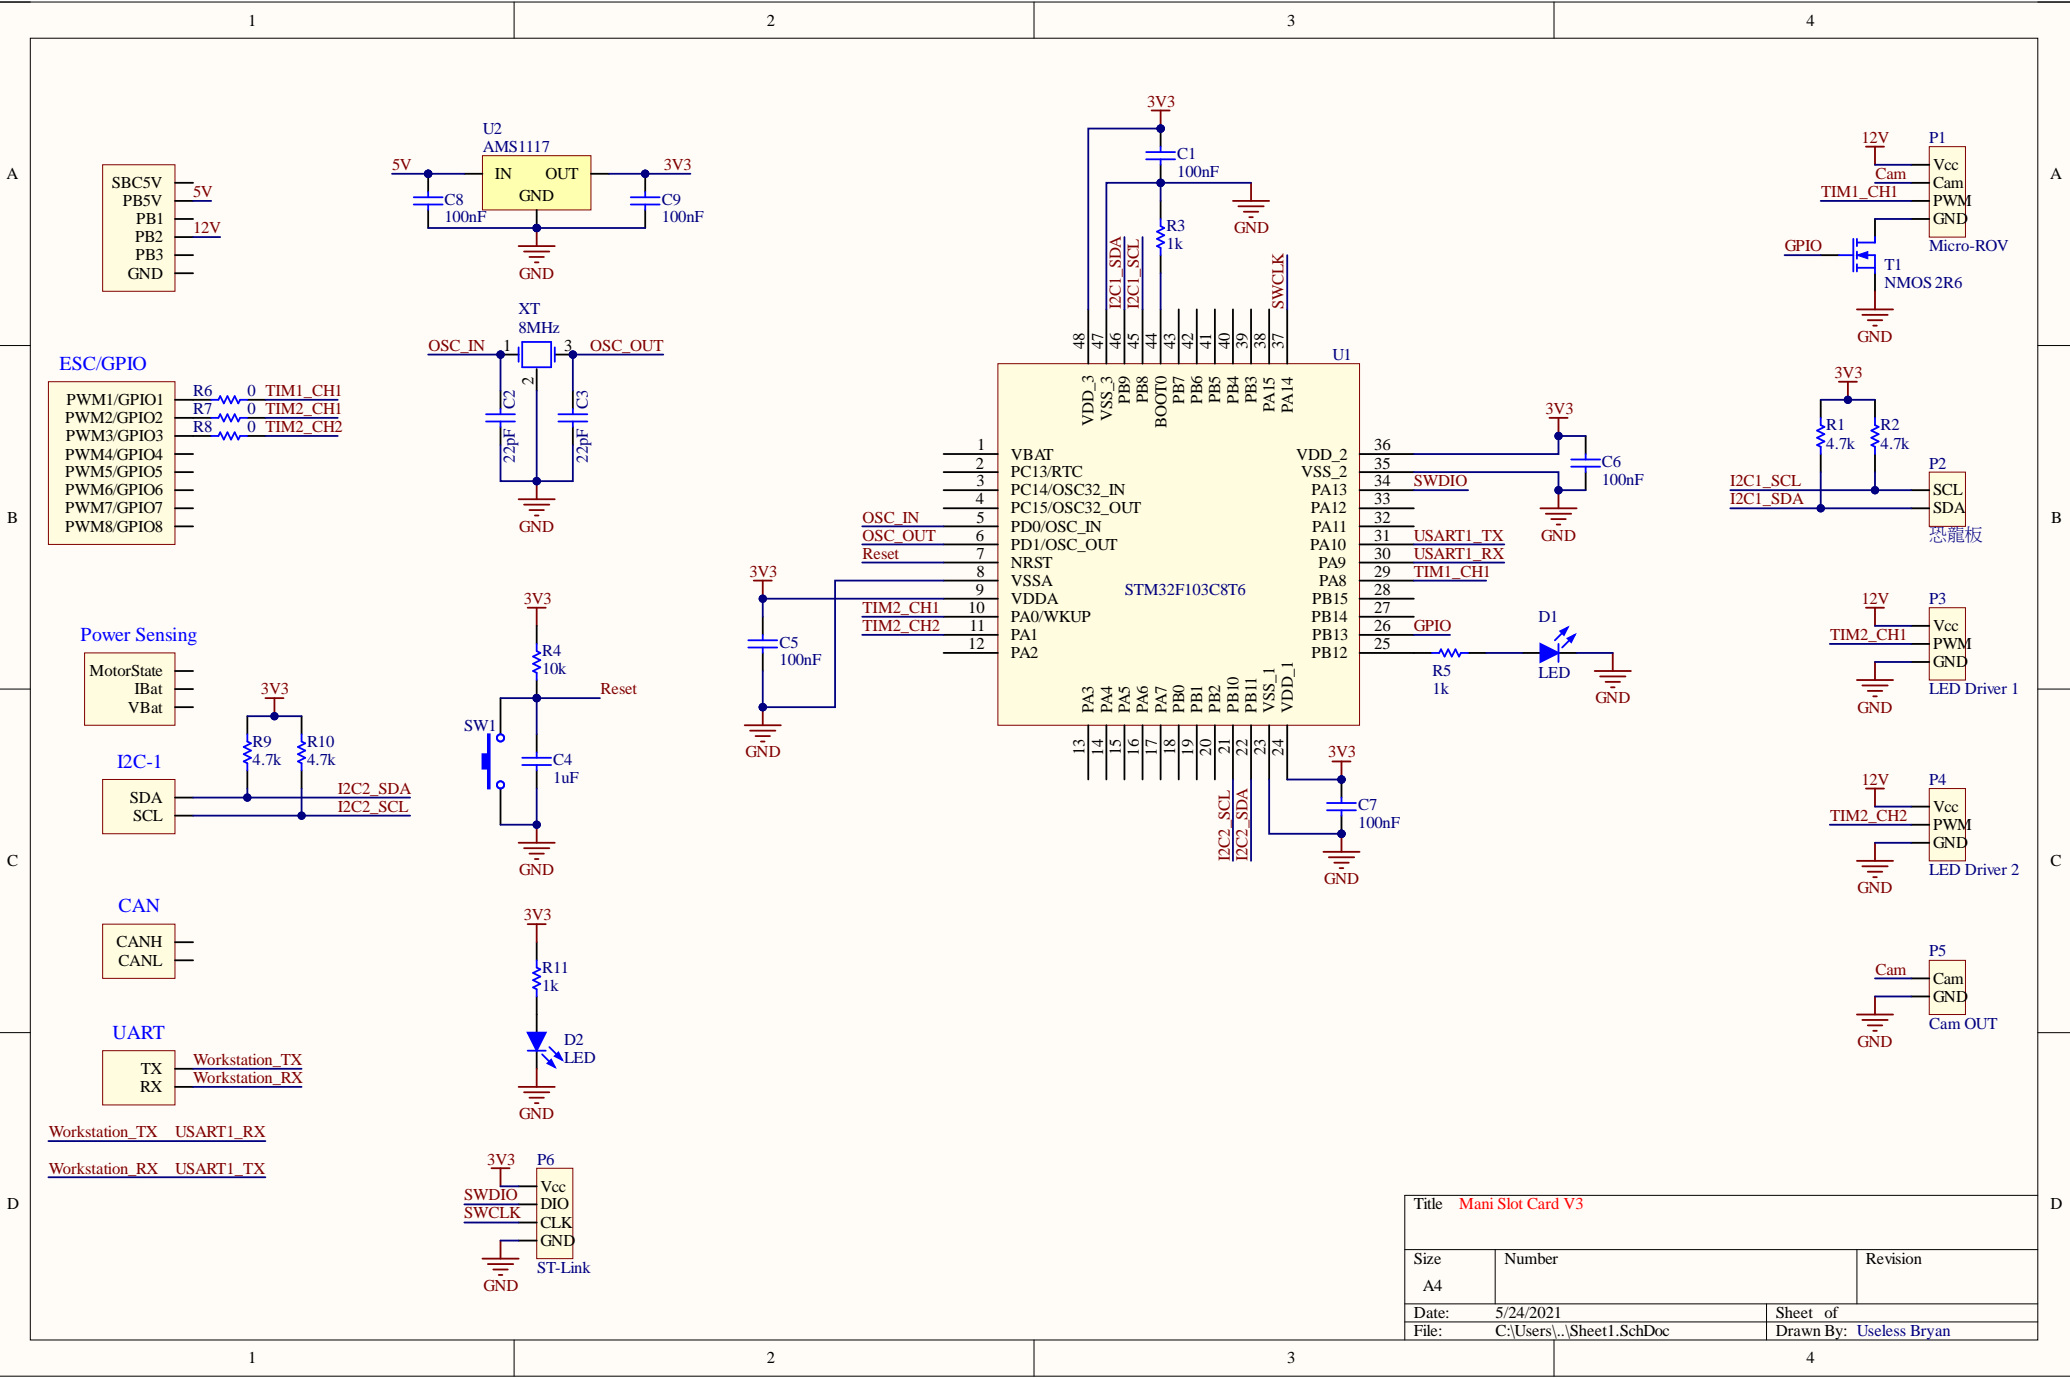 1
2
3
4
A
A
B
B
C
C
D
D
1
2
3
4
SBC5V
PB5V
PB1
PB2
PB3
GND
5V
12V
U2
AMS1117
5V
IN
OUT
GND
3V3
C8
100nF
C9
100nF
GND
XT
8MHz
OSC_IN
1
3
OSC_OUT
2
C2
22pF
C3
22pF
GND
ESC/GPIO
PWM1/GPIO1
PWM2/GPIO2
PWM3/GPIO3
PWM4/GPIO4
PWM5/GPIO5
PWM6/GPIO6
PWM7/GPIO7
PWM8/GPIO8
R6 0 TIM1_CH1
R7 0 TIM2_CH1
R8 0 TIM2_CH2
Power Sensing
MotorState
IBat
VBat
3V3
R9
4.7k
R10
4.7k
I2C-1
SDA
SCL
I2C2_SDA
I2C2_SCL
CAN
CANH
CANL
UART
TX
RX
Workstation_TX
Workstation_RX
Workstation_TX USART1_RX
Workstation_RX USART1_TX
3V3
R4
10k
Reset
SW1
C4
1uF
GND
3V3
R11
1k
D2
LED
GND
3V3
P6
SWDIO
SWCLK
Vcc
DIO
CLK
GND
GND
ST-Link
3V3
C1
100nF
GND
R3
1k
I2C1_SDA
I2C1_SCL
SWCLK
48
47
46
45
44
43
42
41
40
39
38
37
U1
VDD_3
VSS_3
PB9
PB8
BOOT0
PB7
PB6
PB5
PB4
PB3
PA15
PA14
1 VBAT
2 PC13/RTC
3 PC14/OSC32_IN
4 PC15/OSC32_OUT
OSC_IN 5 PD0/OSC_IN
OSC_OUT 6 PD1/OSC_OUT
Reset 7 NRST
8 VSSA
9 VDDA
TIM2_CH1 10 PA0/WKUP
TIM2_CH2 11 PA1
12 PA2
STM32F103C8T6
VDD_2 36
VSS_2 35
PA13 34 SWDIO
PA12 33
PA11 32
PA10 31 USART1_TX
PA9 30 USART1_RX
PA8 29 TIM1_CH1
PB15 28
PB14 27
PB13 26 GPIO
PB12 25
PA3
PA4
PA5
PA6
PA7
PB0
PB1
PB2
PB10
PB11
VSS_1
VDD_1
13
14
15
16
17
18
19
20
21
22
23
24
I2C2_SCL
I2C2_SDA
3V3
C5
100nF
GND
3V3
C7
100nF
GND
3V3
C6
100nF
GND
R5
1k
D1
LED
GND
12V
P1
Cam
TIM1_CH1
Vcc
Cam
PWM
GND
Micro-ROV
GPIO
T1
NMOS 2R6
GND
3V3
R1
4.7k
R2
4.7k
P2
I2C1_SCL
I2C1_SDA
SCL
SDA
恐龍板
12V
P3
TIM2_CH1
Vcc
PWM
GND
LED Driver 1
GND
12V
P4
TIM2_CH2
Vcc
PWM
GND
LED Driver 2
GND
P5
Cam
Cam
GND
Cam OUT
GND
Title Mani Slot Card V3
Size
A4
Number
Revision
Date: 5/24/2021
Sheet of
File: C:\Users\..\Sheet1.SchDoc
Drawn By: Useless Bryan